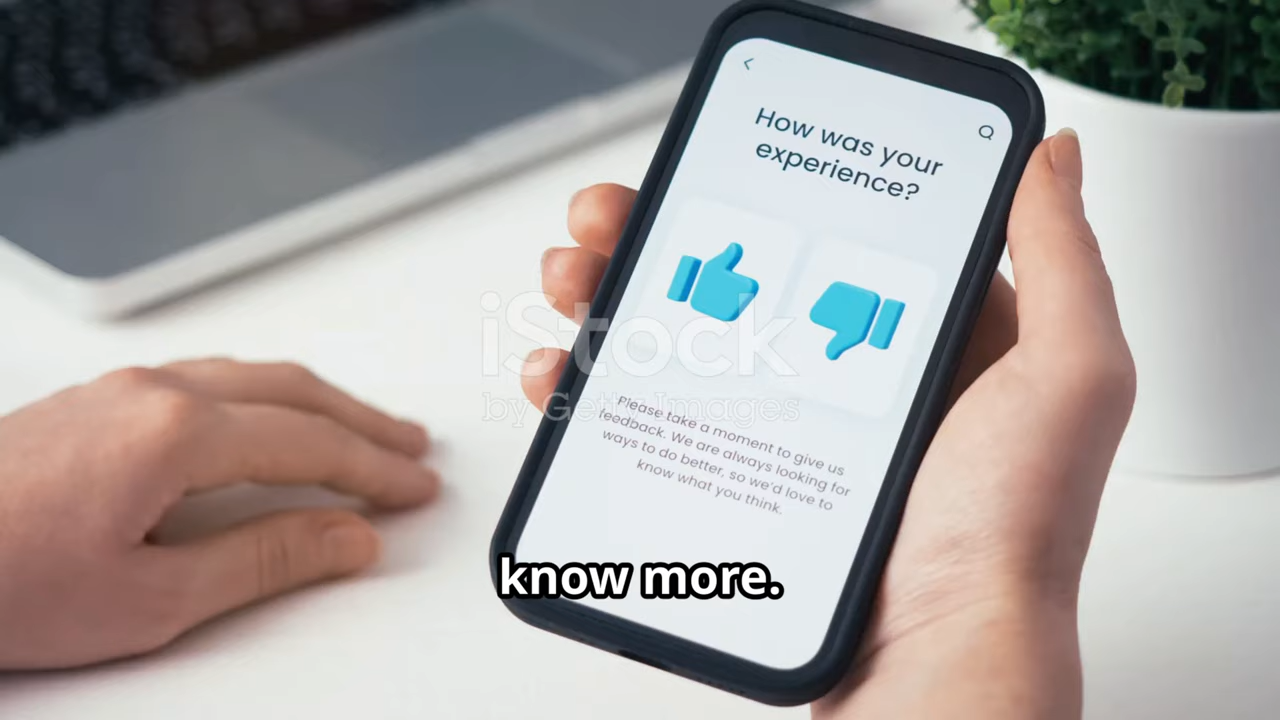 How was your
experience?
iStock
by Getty Images
Please take a moment to give us
feedback. We are always looking for
ways to do better, so we'd love to
know what you think.
know more.